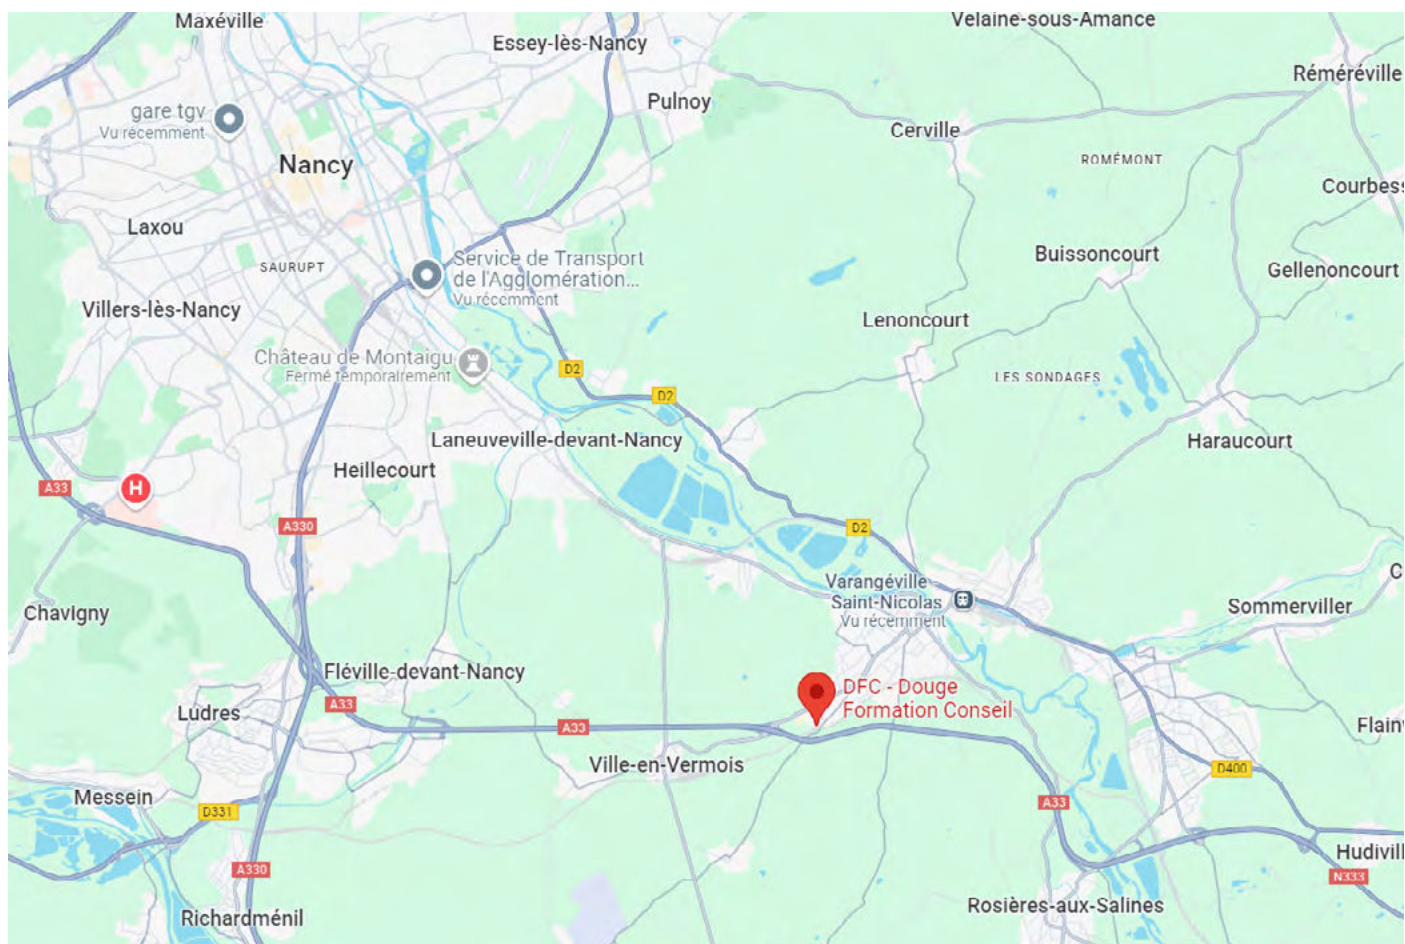 Maxéville
Velaine-sous-Amance
Essey-lès-Nancy
Réméréville
Pulnoy
gare tgv
Vu récemment
Cerville
ROMÉMONT
Nancy
Laxou
Buissoncourt
Gellenoncourt
SAURUPT
Service de Transport
de l'Agglomération...
Vu récemment
Villers-lès-Nancy
Lenoncourt
Château de Montaigu
Fermé temporairement
D2
LES SONDAGES
D2
Laneuveville-devant-Nancy
Haraucourt
Heillecourt
A33
H
A330
D2
Varangéville
Saint-Nicolas
Vu récemment
Sommerviller
Chavigny
Fléville-devant-Nancy
DFC - Douge
Formation Conseil
A33
Ludres
A33
Ville-en-Vermois
D400
Messein
A33
D331
A330
N333
Richardménil
Rosières-aux-Salines